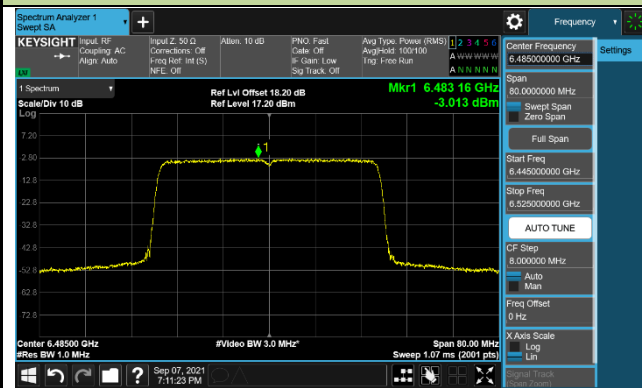 Spectrum Analyzer 1
Swept SA
Frequency
KEYSIGHT
Input: RF
Coupling: AC
Align: Auto
Input Z: 50 Ω
Corrections: Off
Freq Ref: Int (S)
NFE: Off
Atten: 10 dB
PNO: Fast
Gate: Off
IF Gain: Low
Sig Track: Off
Avg Type: Power (RMS)
Avg|Hold: 100/100
Trig: Free Run
1 2 3 4 5 6
A W W W W W
A N N N N N
LXI
1 Spectrum
Scale/Div 10 dB
Log
Ref Lvl Offset 18.20 dB
Ref Level 17.20 dBm
Mkr1 6.483 16 GHz
-3.013 dBm
1
7.20
-2.80
-12.8
-22.8
-32.8
-42.8
-52.8
-62.8
-72.8
Center 6.48500 GHz
#Res BW 1.0 MHz
#Video BW 3.0 MHz*
Span 80.00 MHz
Sweep 1.07 ms (2001 pts)
?
Sep 07, 2021
7:11:23 PM
Center Frequency
6.485000000 GHz
Span
80.0000000 MHz
Swept Span
Zero Span
Full Span
Start Freq
6.445000000 GHz
Stop Freq
6.525000000 GHz
AUTO TUNE
CF Step
8.000000 MHz
Auto
Man
Freq Offset
0 Hz
X Axis Scale
Log
Lin
Signal Track
(Span Zoom)
Settings